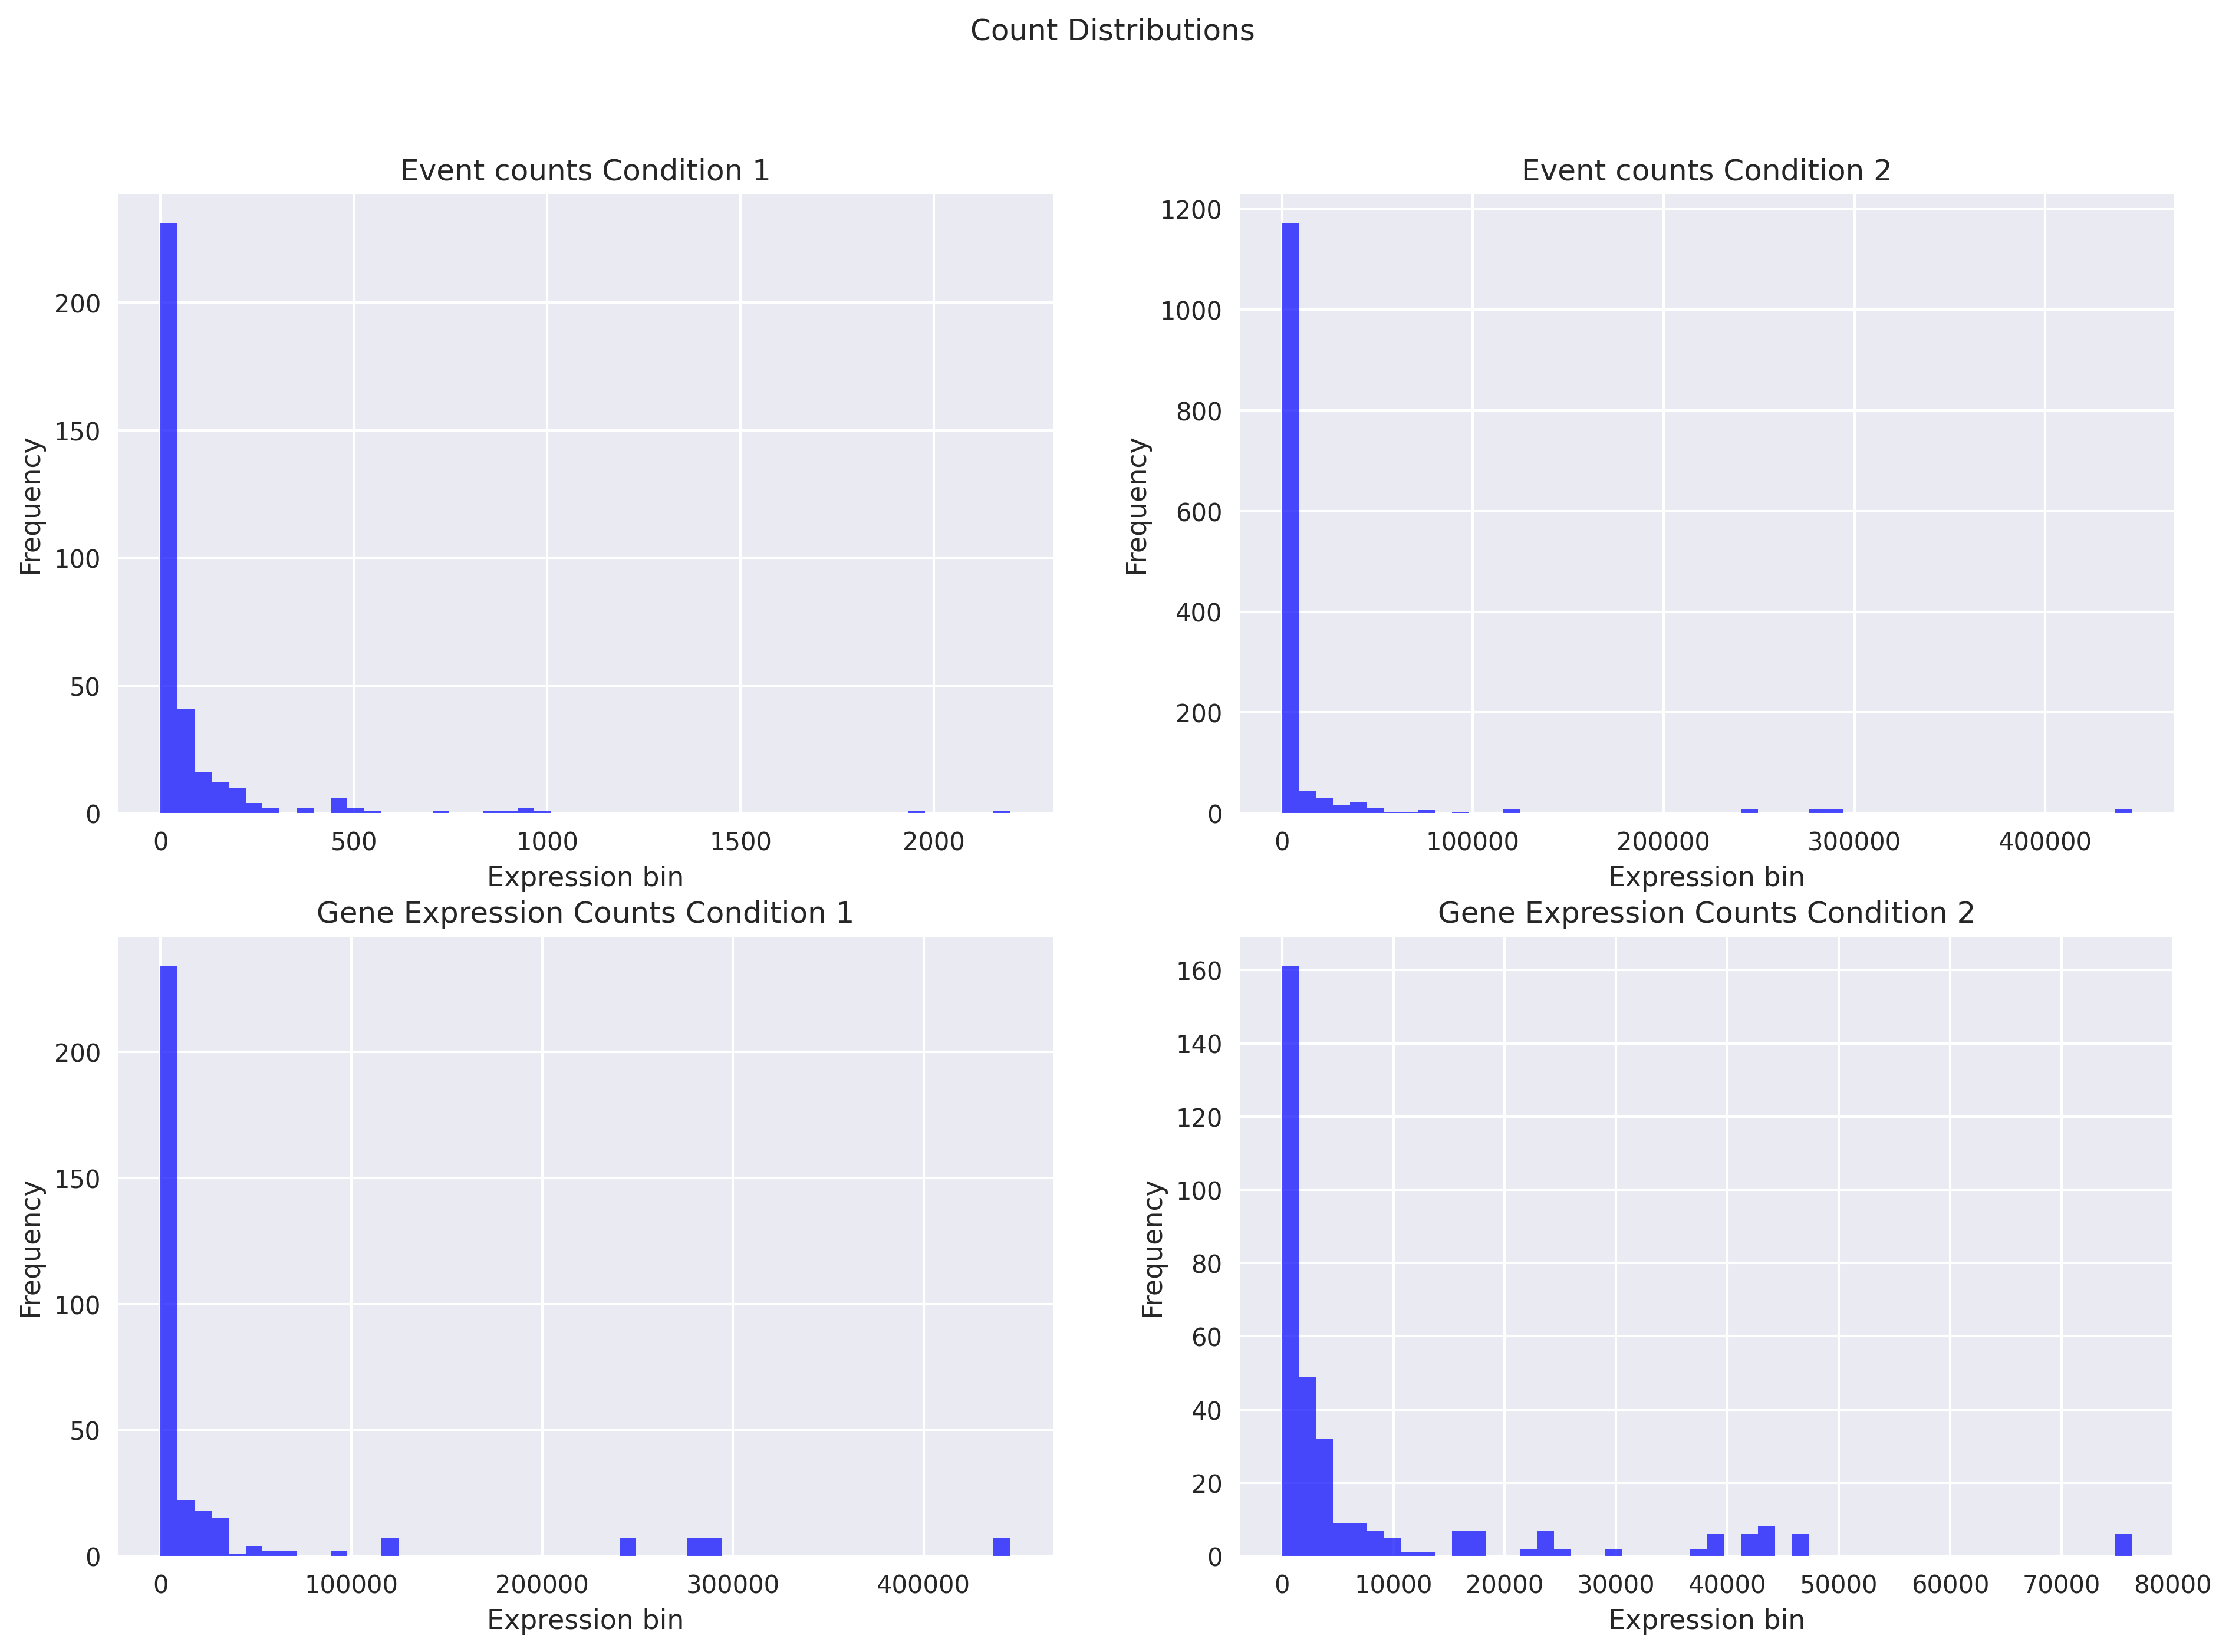 Count Distributions
Event counts Condition 1
Frequency
200
150
100
50
0
0 500 1000 1500 2000
Expression bin
Event counts Condition 2
Frequency
1200
1000
800
600
400
200
0
0 100000 200000 300000 400000
Expression bin
Gene Expression Counts Condition 1
Frequency
200
150
100
50
0
0 100000 200000 300000 400000
Expression bin
Gene Expression Counts Condition 2
Frequency
160
140
120
100
80
60
40
20
0
0 10000 20000 30000 40000 50000 60000 70000 80000
Expression bin